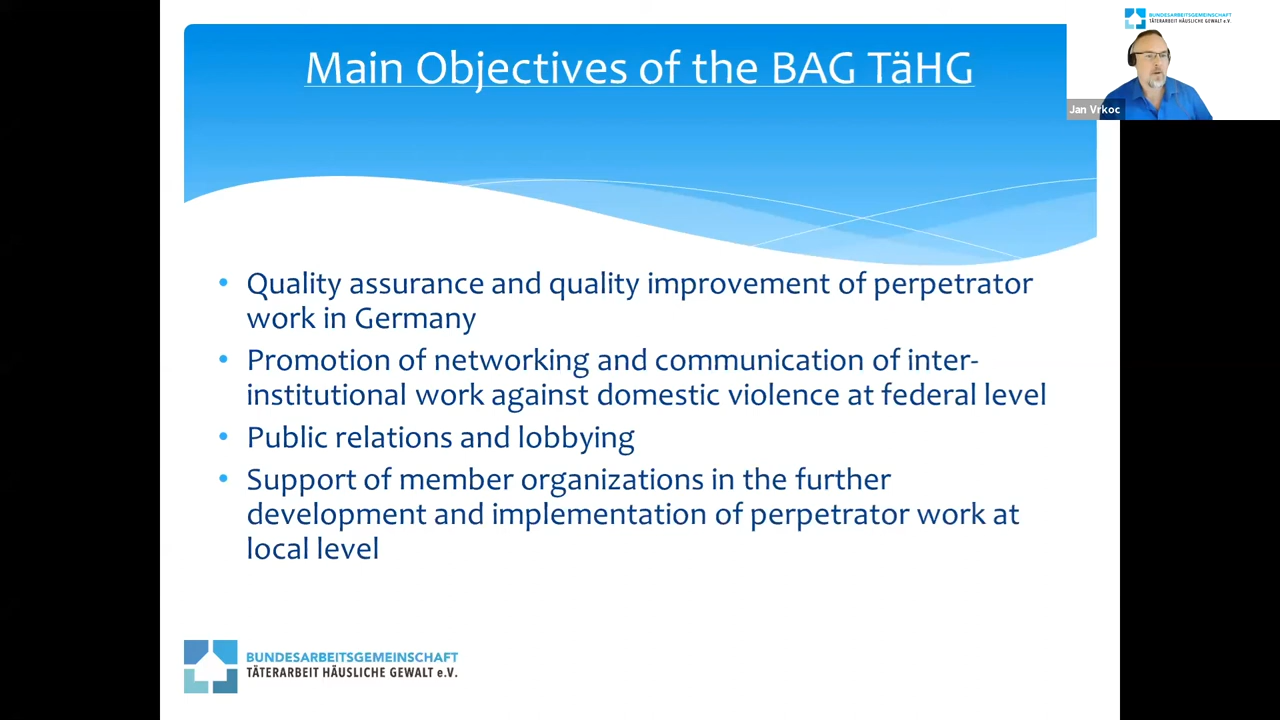 Main Objectives of the BAG TäHG
BUNDESARBEITSGEMEINSCHAFT
TÄTERARBEIT HÄUSLICHE GEWALT e.V.
Jan Vrkoc
• Quality assurance and quality improvement of perpetrator
work in Germany
• Promotion of networking and communication of inter-
institutional work against domestic violence at federal level
• Public relations and lobbying
• Support of member organizations in the further
development and implementation of perpetrator work at
local level
BUNDESARBEITSGEMEINSCHAFT
TÄTERARBEIT HÄUSLICHE GEWALT e.V.